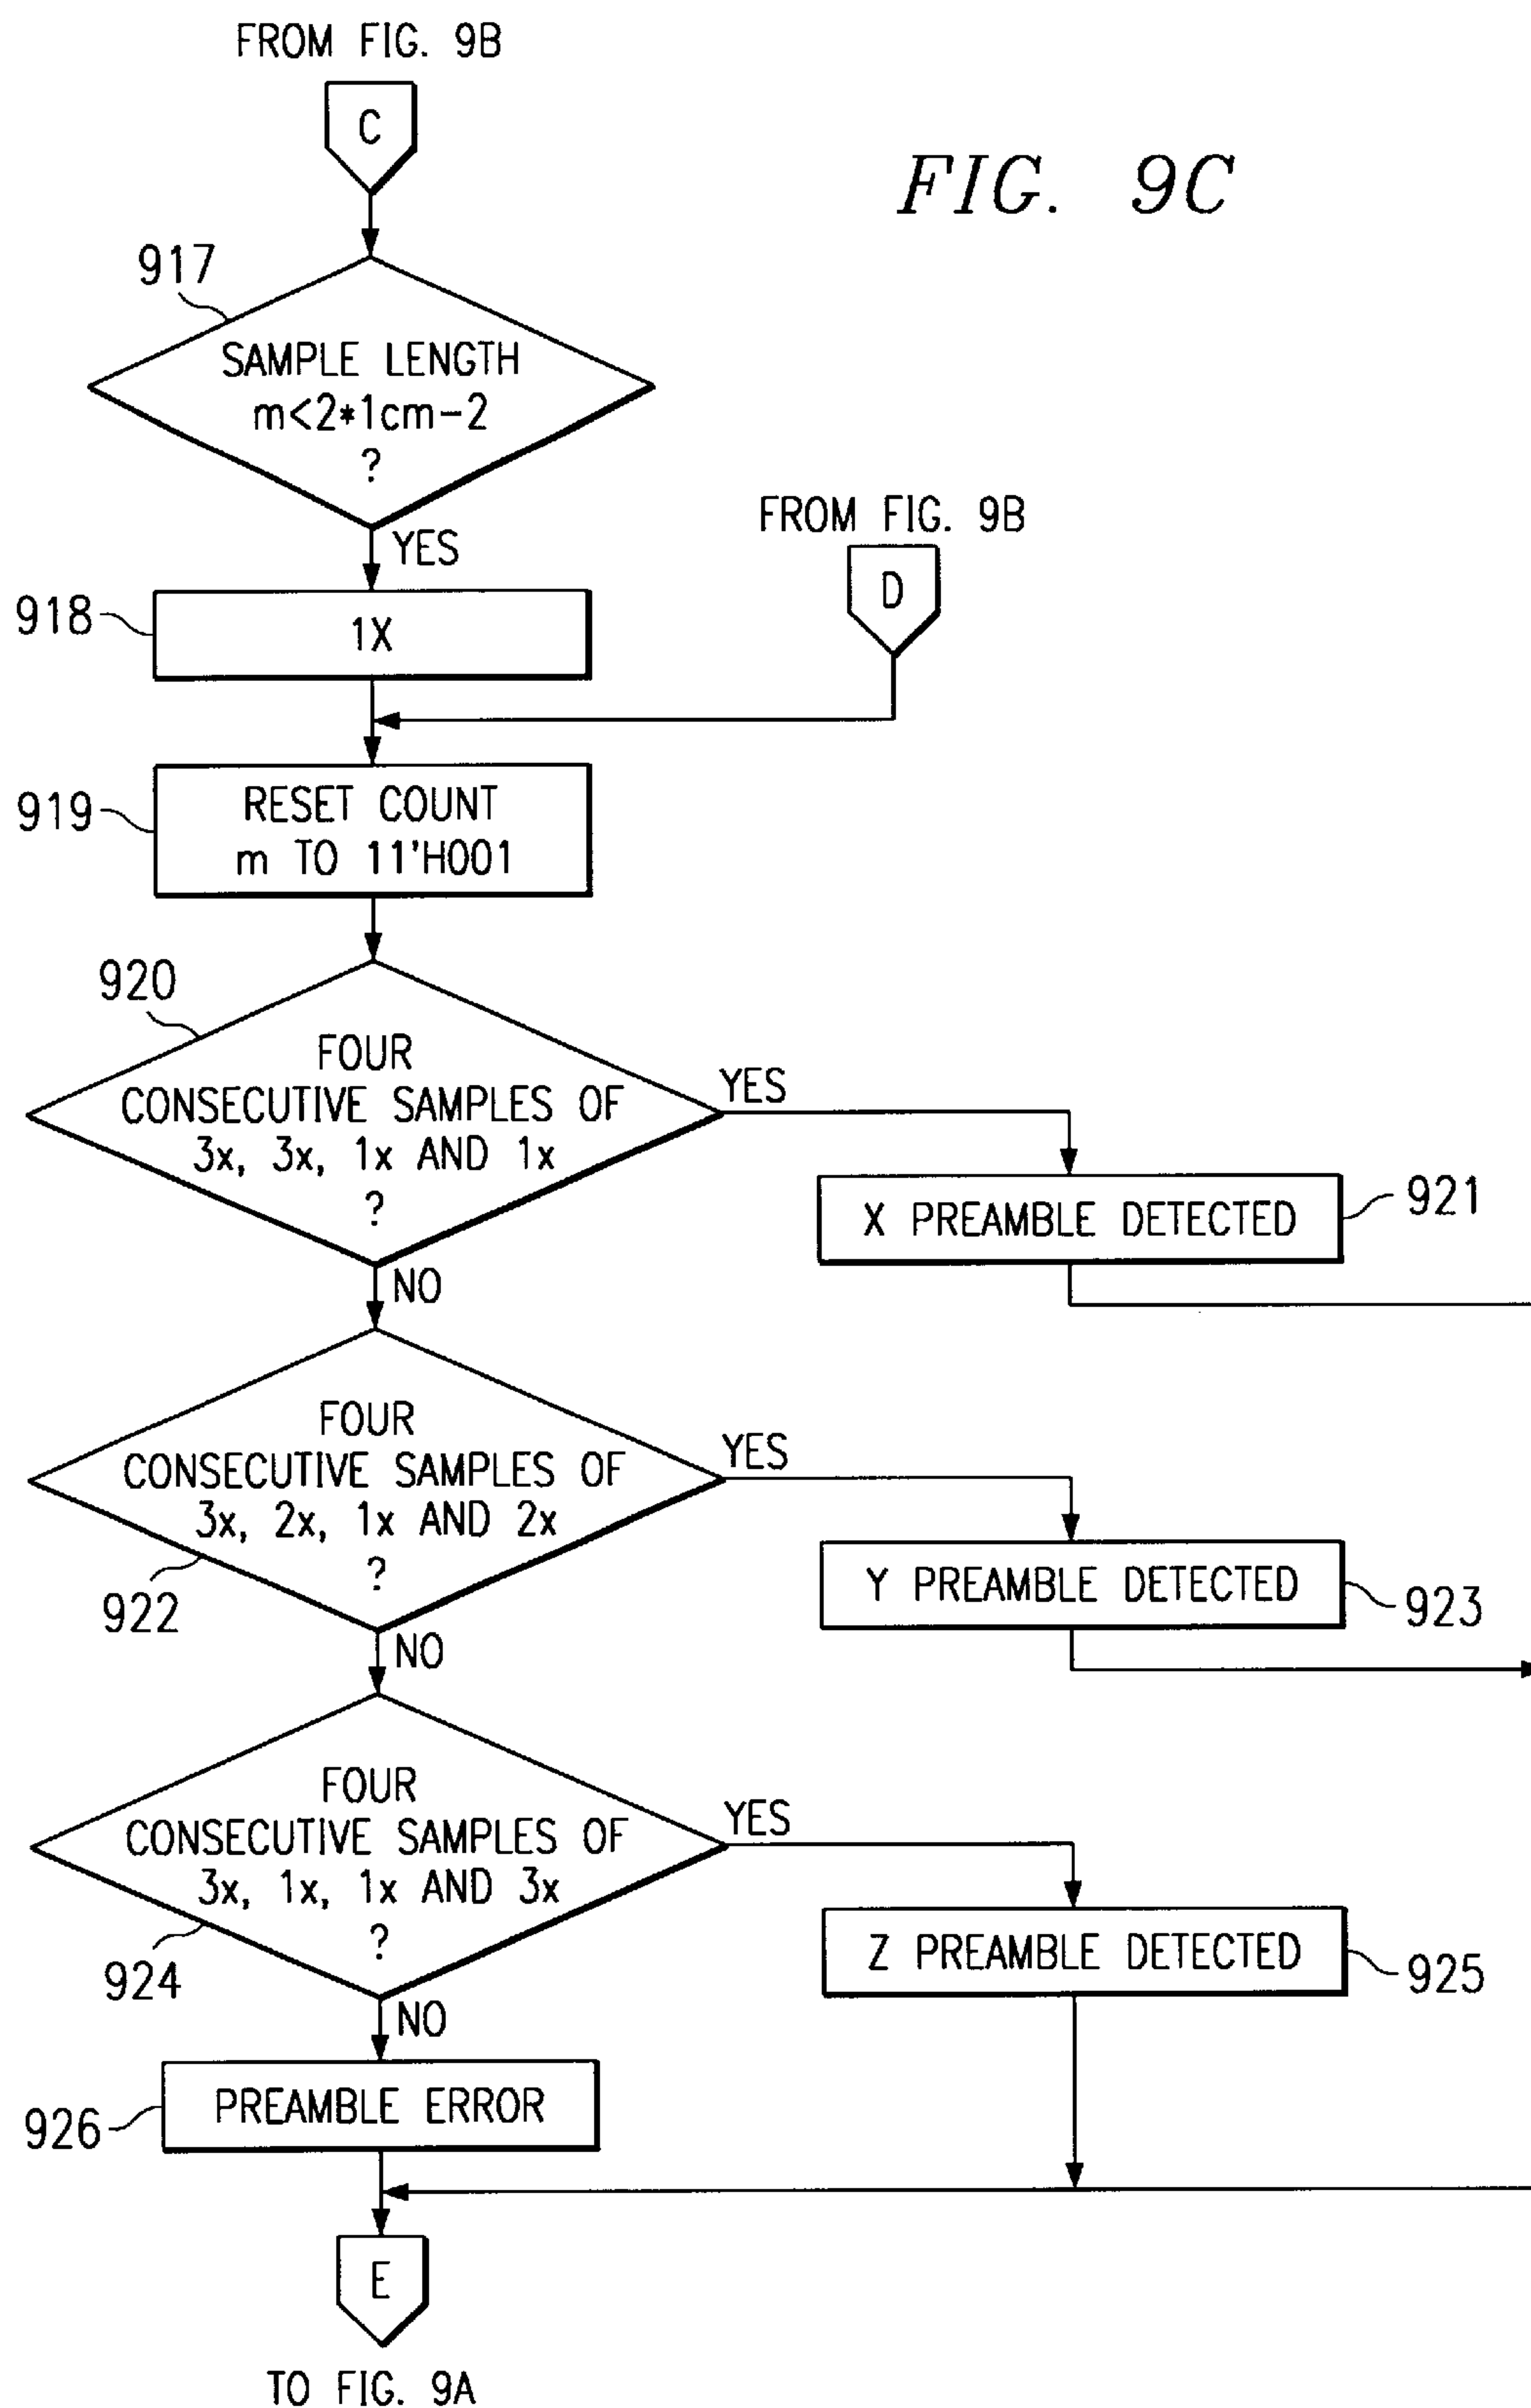 FROM FIG. 9B
C
FIG. 9C
917
SAMPLE LENGTH
m<2*1cm-2
?
YES
FROM FIG. 9B
D
918
1X
919
RESET COUNT
m TO 11'H001
920
FOUR
CONSECUTIVE SAMPLES OF
3x, 3x, 1x AND 1x
?
YES
X PREAMBLE DETECTED
921
NO
FOUR
CONSECUTIVE SAMPLES OF
3x, 2x, 1x AND 2x
?
922
YES
Y PREAMBLE DETECTED
923
NO
FOUR
CONSECUTIVE SAMPLES OF
3x, 1x, 1x AND 3x
?
924
YES
Z PREAMBLE DETECTED
925
NO
926
PREAMBLE ERROR
E
TO FIG. 9A